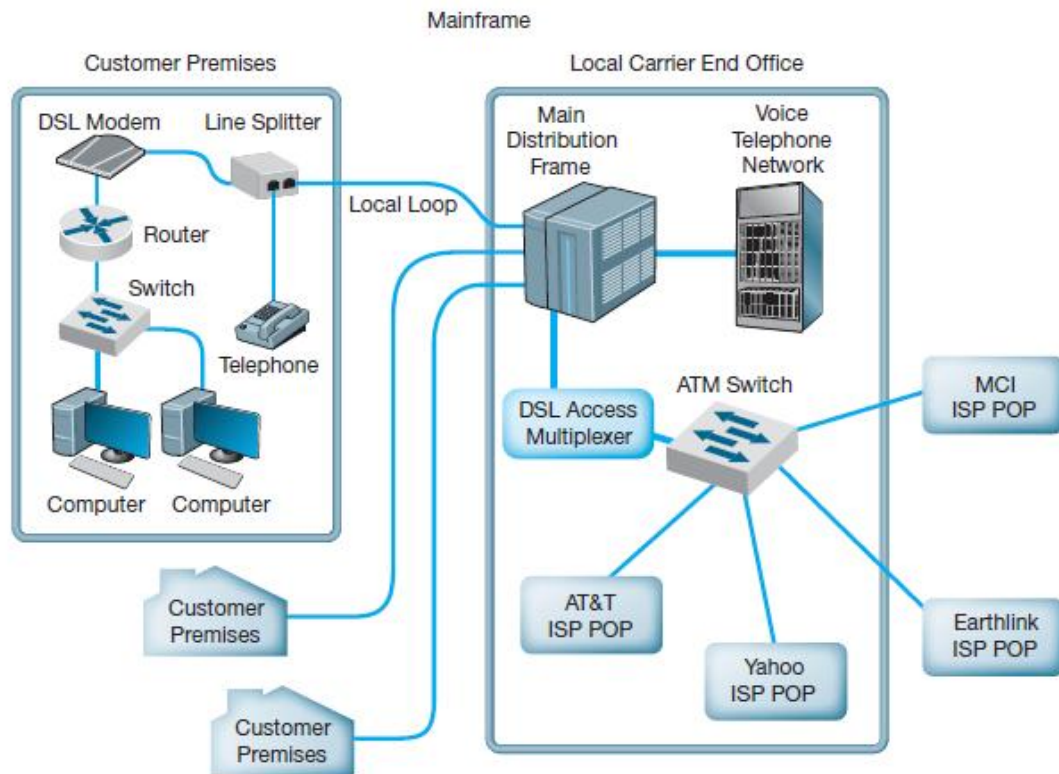 Mainframe
Customer Premises
Local Carrier End Office
DSL Modem
Line Splitter
Main
Distribution
Frame
Voice
Telephone
Network
Local Loop
Router
Switch
Telephone
Computer
Computer
DSL Access
Multiplexer
ATM Switch
MCI
ISP POP
AT&T
ISP POP
Yahoo
ISP POP
Earthlink
ISP POP
Customer
Premises
Customer
Premises